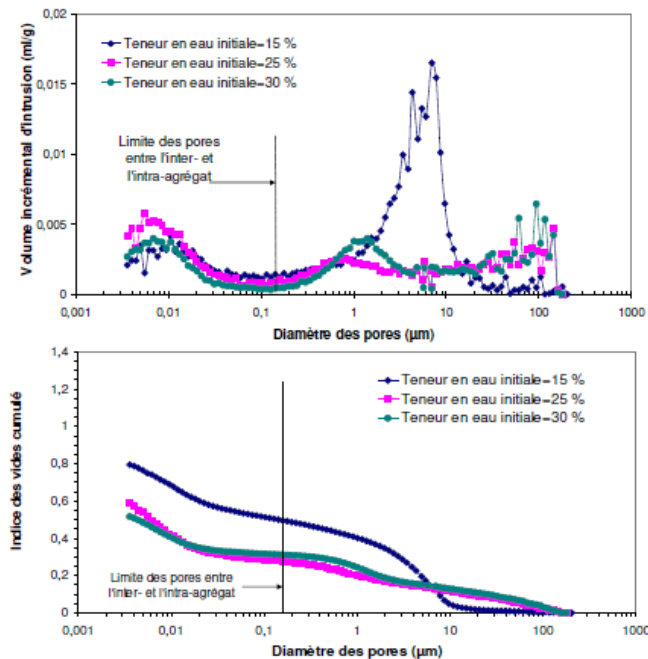 0,02
Teneur en eau initiale=15 %
Teneur en eau initiale=25 %
Teneur en eau initiale=30 %
0,015
Limite des pores
entre l'inter- et
l'intra-agrégat
0,01
0,005
0
0,001
0,01
0,1
1
10
100
1000
Volume incrémental d'intrusion (ml/g)
Diamètre des pores (µm)
1,4
1,2
1
0,8
0,6
0,4
0,2
0
Teneur en eau initiale=15 %
Teneur en eau initiale=25 %
Teneur en eau initiale=30 %
Limite des pores entre
l'inter- et l'intra-agrégat
0,001
0,01
0,1
1
10
100
1000
Indice des vides cumulé
Diamètre des pores (µm)